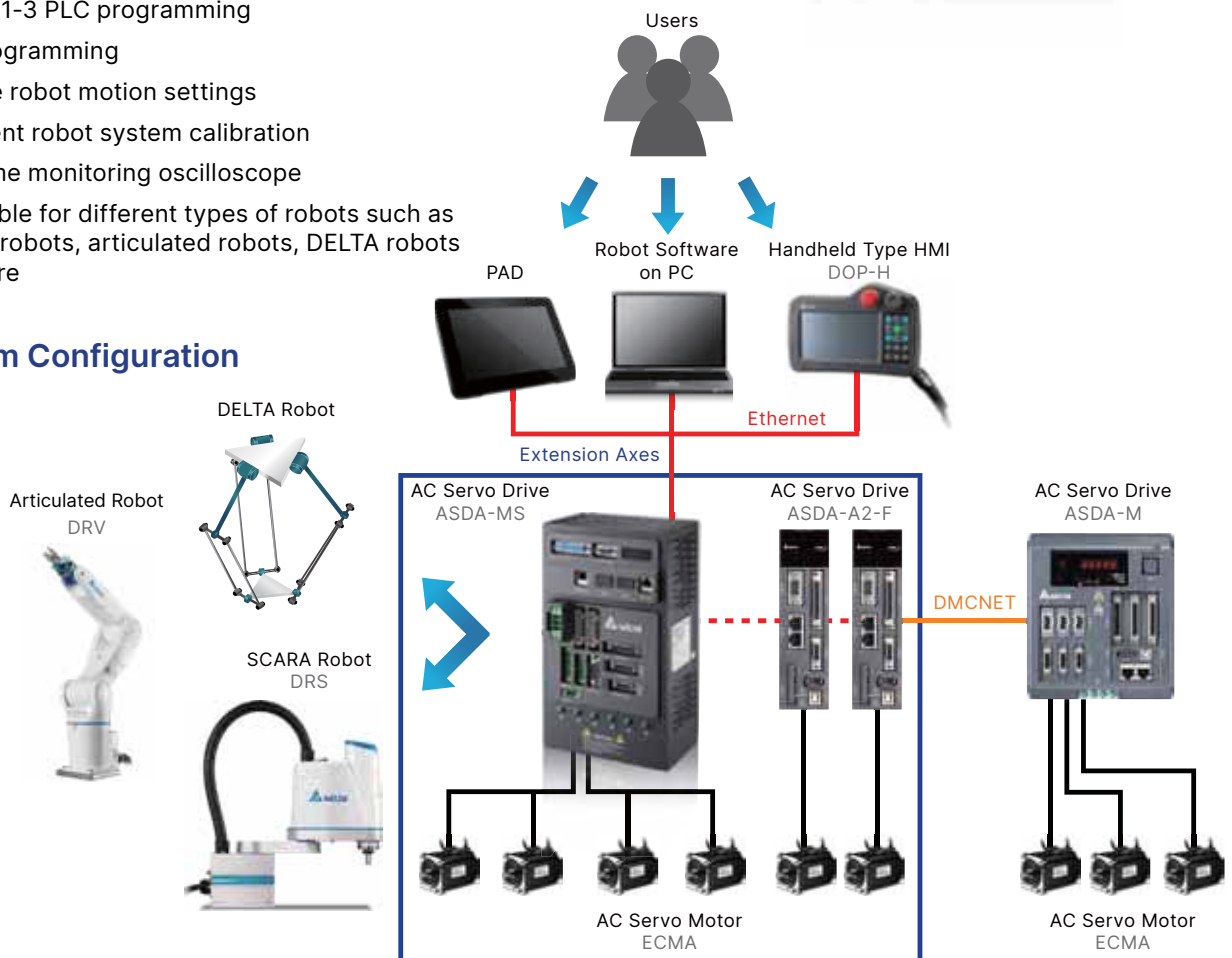 1-3 PLC programming
ogramming
e robot motion settings
ent robot system calibration
me monitoring oscilloscope
ble for different types of robots such as
robots, articulated robots, DELTA robots
re
m Configuration
Users
PAD
Robot Software
on PC
Handheld Type HMI
DOP-H
Ethernet
Extension Axes
DELTA Robot
Articulated Robot
DRV
SCARA Robot
DRS
AC Servo Drive
ASDA-MS
AC Servo Drive
ASDA-A2-F
AC Servo Drive
ASDA-M
DMCNET
AC Servo Motor
ECMA
AC Servo Motor
ECMA